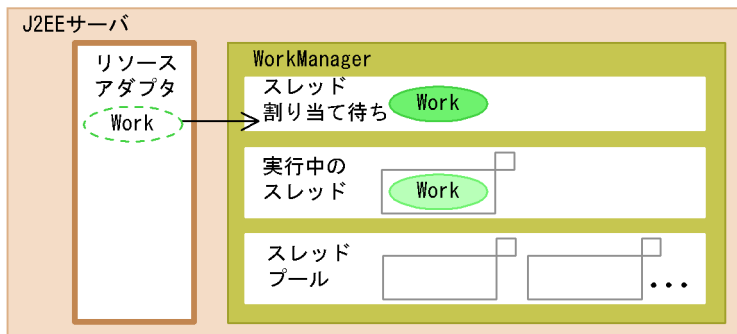 J2EEサーバ
リソース
アダプタ
Work
WorkManager
スレッド
割り当て待ち
Work
実行中の
スレッド
Work
スレッド
プール
...